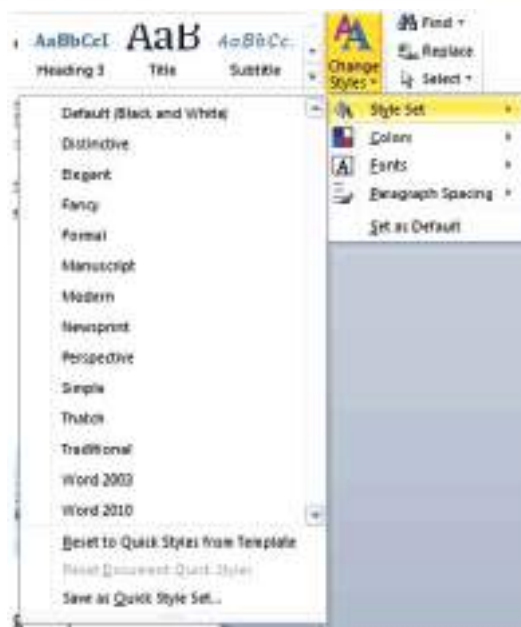 AaBbCcI AaB AaBbCc.
Heading 3 Title Subtitle
Change Styles
Find
Replace
Select
Style Set
Colors
Fonts
Paragraph Spacing
Set as Default
Default (Black and White)
Distinctive
Elegant
Fancy
Formal
Manuscript
Modern
Newsprint
Perspective
Simple
Thatch
Traditional
Word 2003
Word 2010
Reset to Quick Styles from Template
Reset Document Quick Styles
Save as Quick Style Set...